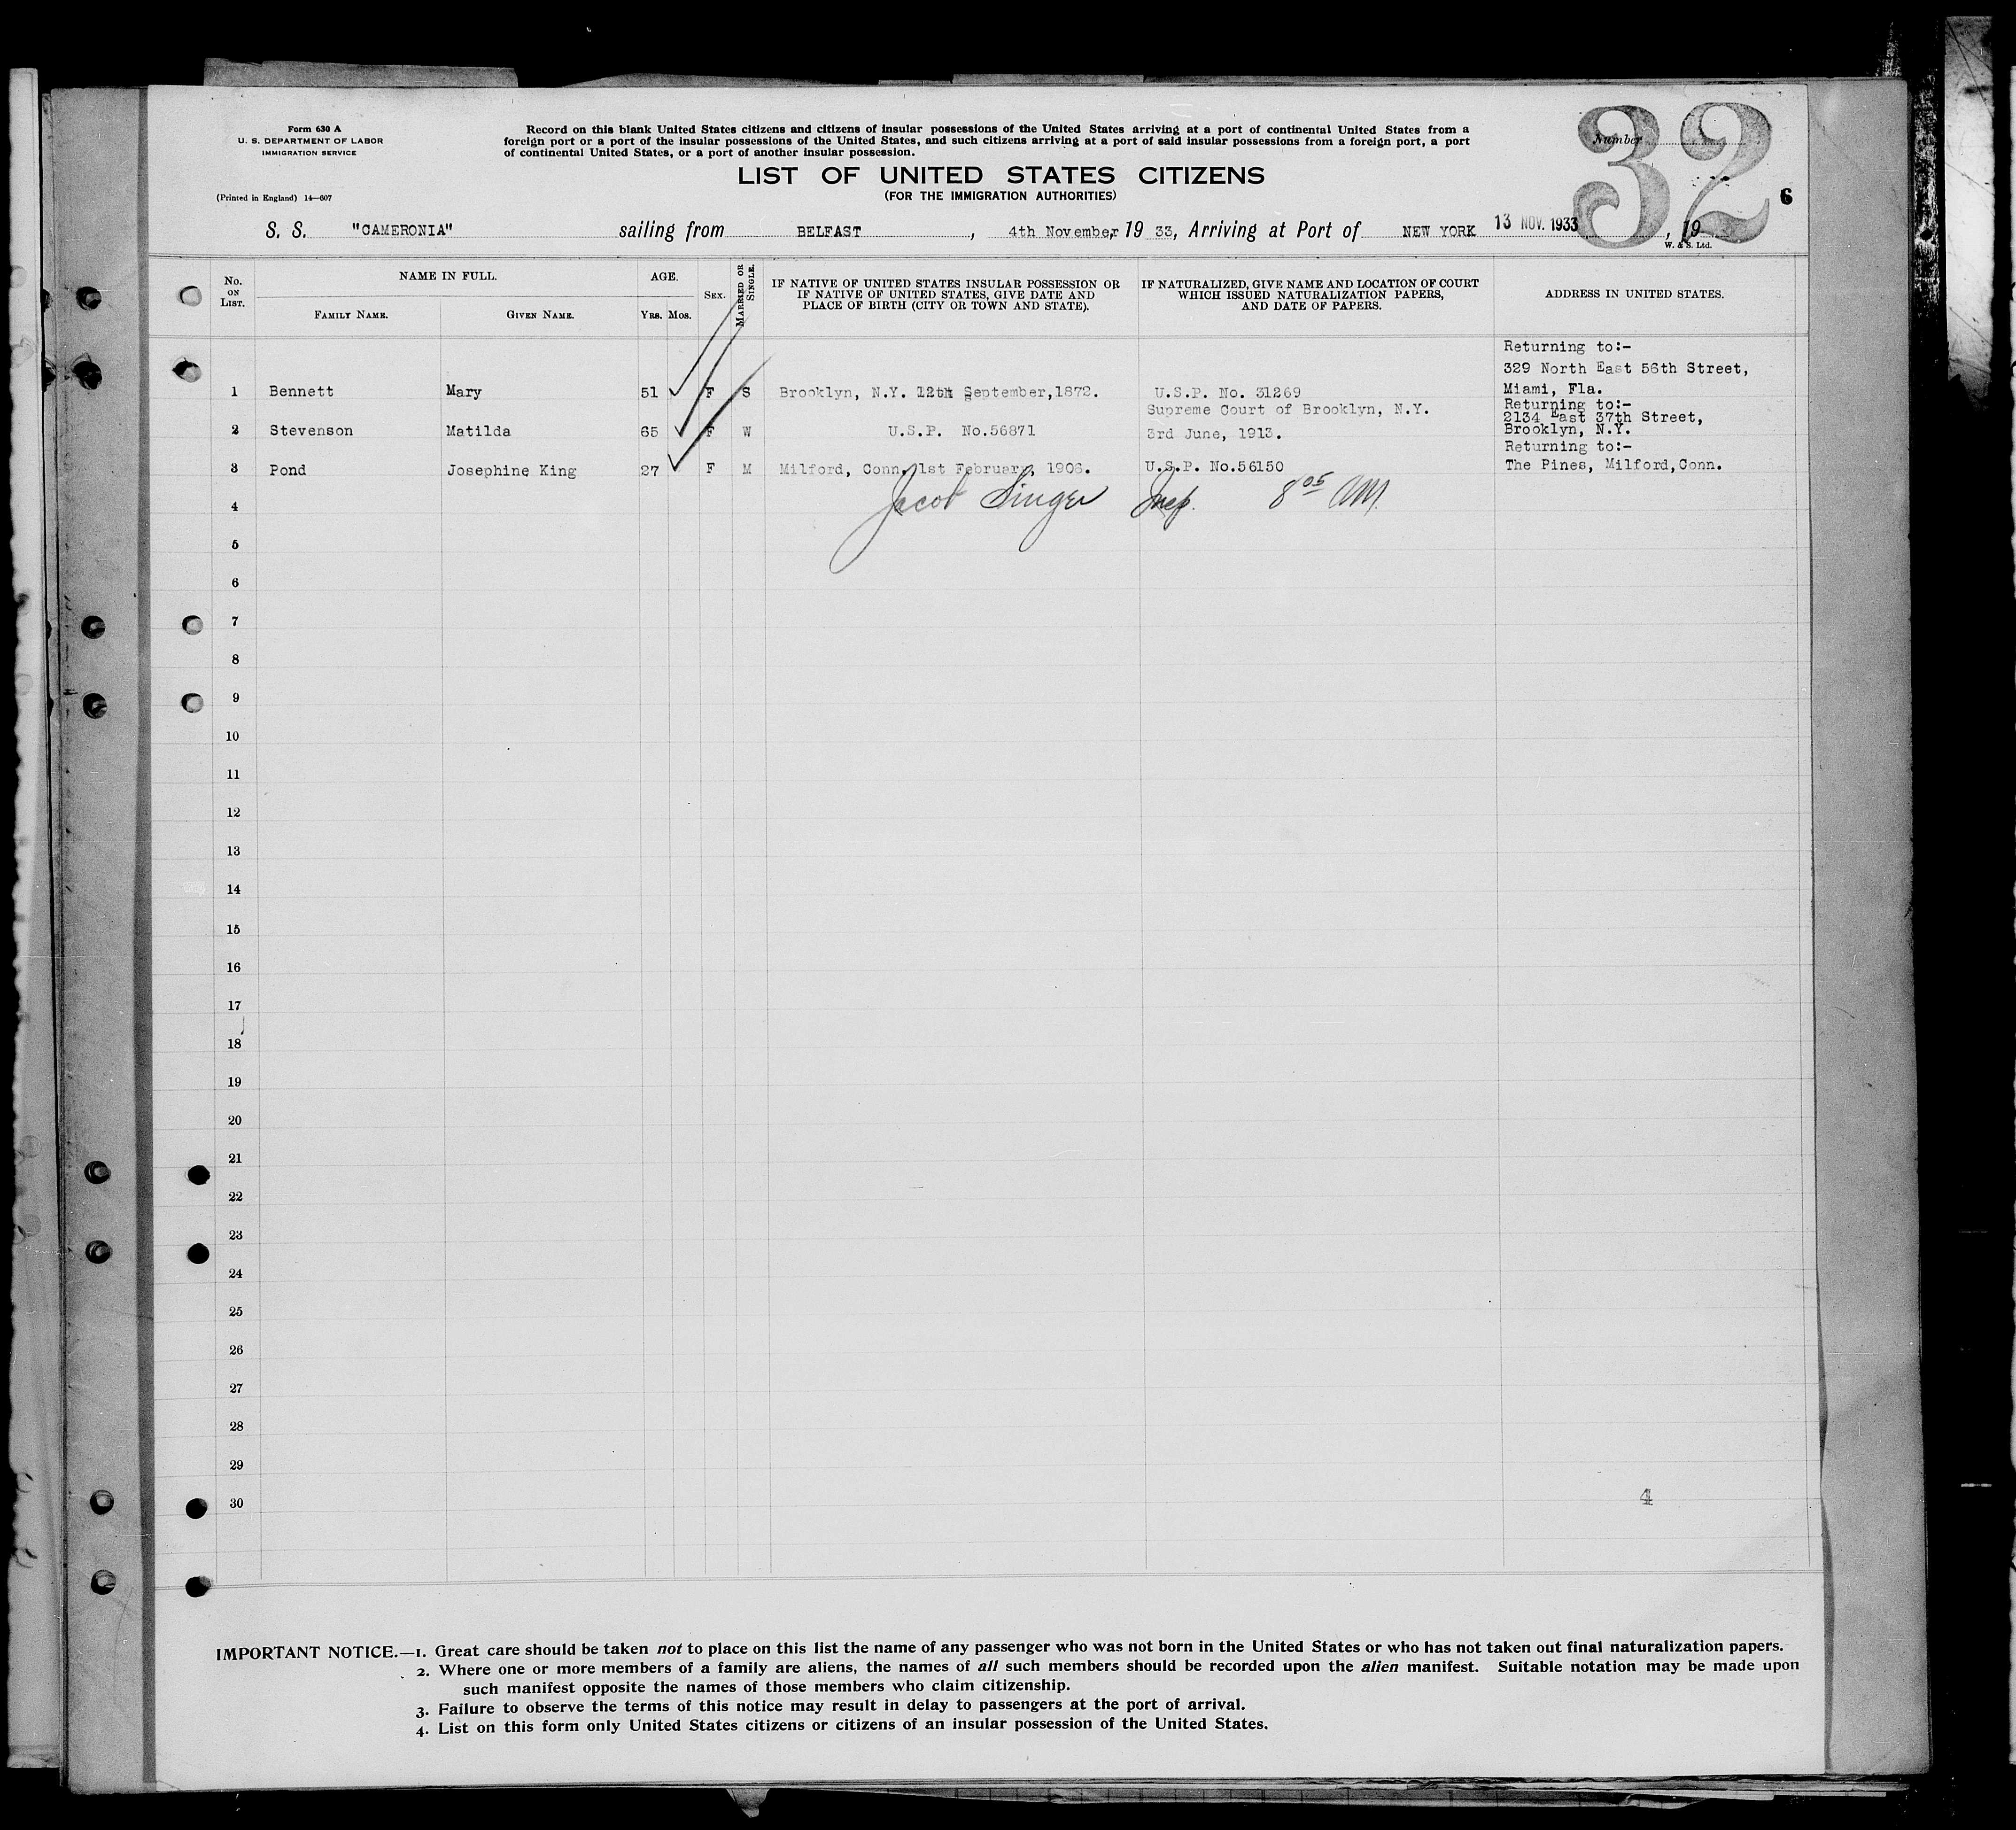 Form 630 A
U. S. DEPARTMENT OF LABOR
IMMIGRATION SERVICE
(Printed in England) 14—607
Record on this blank United States citizens and citizens of insular possessions of the United States arriving at a port of continental United States from a
foreign port or a port of the insular possessions of the United States, and such citizens arriving at a port of said insular possessions from a foreign port, a port
of continental United States, or a port of another insular possession.
LIST OF UNITED STATES CITIZENS
(FOR THE IMMIGRATION AUTHORITIES)
Number
32
6
S. S. "CAMERONIA" sailing from BELFAST, 4th November, 19 33, Arriving at Port of NEW YORK 13 NOV. 1933, 19
W. & S. Ltd.
No. ON LIST.
NAME IN FULL.
FAMILY NAME.
GIVEN NAME.
AGE.
YRS. MOS.
SEX.
MARRIED OR SINGLE.
IF NATIVE OF UNITED STATES INSULAR POSSESSION OR
IF NATIVE OF UNITED STATES, GIVE DATE AND
PLACE OF BIRTH (CITY OR TOWN AND STATE).
IF NATURALIZED, GIVE NAME AND LOCATION OF COURT
WHICH ISSUED NATURALIZATION PAPERS,
AND DATE OF PAPERS.
ADDRESS IN UNITED STATES.
Returning to:-
329 North East 56th Street,
1 Bennett Mary 51 F S Brooklyn, N.Y. 12th September,1872. U.S.P. No. 31269 Miami, Fla.
Supreme Court of Brooklyn, N.Y. Returning to:-
2134 East 37th Street,
2 Stevenson Matilda 65 F W U.S.P. No.56871 3rd June, 1913. Brooklyn, N.Y.
Returning to:-
3 Pond Josephine King 27 F M Milford, Conn. 1st February, 1906. U.S.P. No.56150 The Pines, Milford,Conn.
4 Jacob Singer Insp. 8 05 AM
5
6
7
8
9
10
11
12
13
14
15
16
17
18
19
20
21
22
23
24
25
26
27
28
29
30
4
IMPORTANT NOTICE.—1. Great care should be taken not to place on this list the name of any passenger who was not born in the United States or who has not taken out final naturalization papers.
2. Where one or more members of a family are aliens, the names of all such members should be recorded upon the alien manifest. Suitable notation may be made upon
such manifest opposite the names of those members who claim citizenship.
3. Failure to observe the terms of this notice may result in delay to passengers at the port of arrival.
4. List on this form only United States citizens or citizens of an insular possession of the United States.